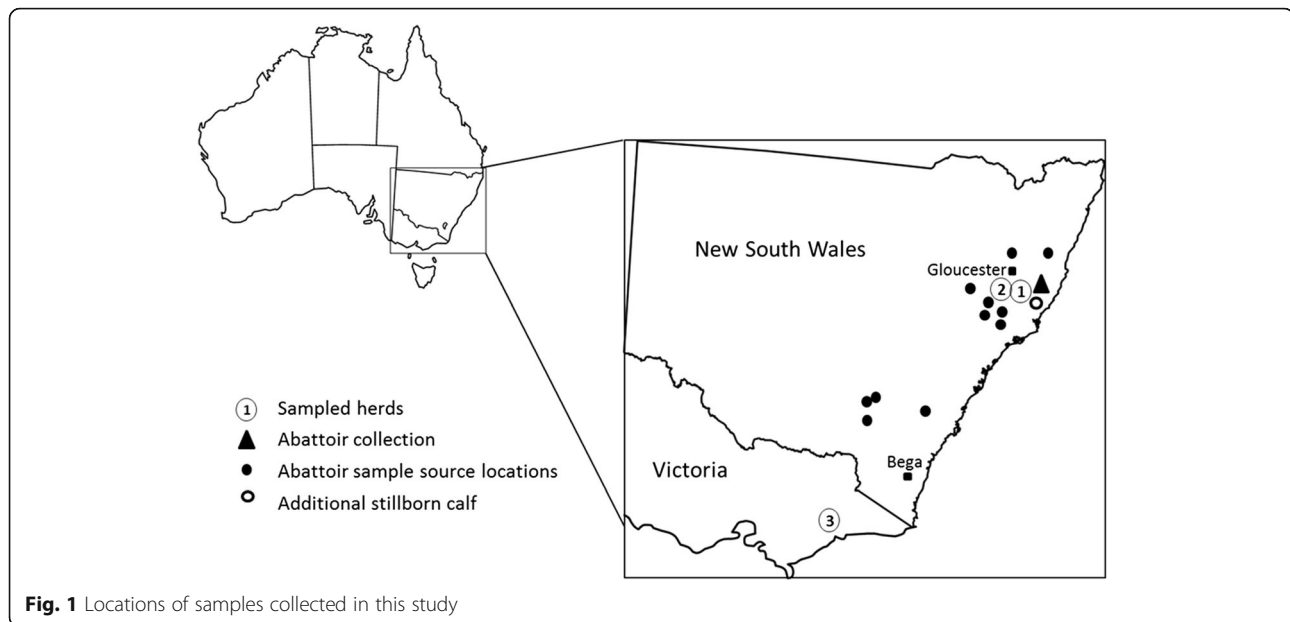 New South Wales
Gloucester
2
1
Bega
Victoria
3
1 Sampled herds
Abattoir collection
Abattoir sample source locations
Additional stillborn calf
Fig. 1 Locations of samples collected in this study